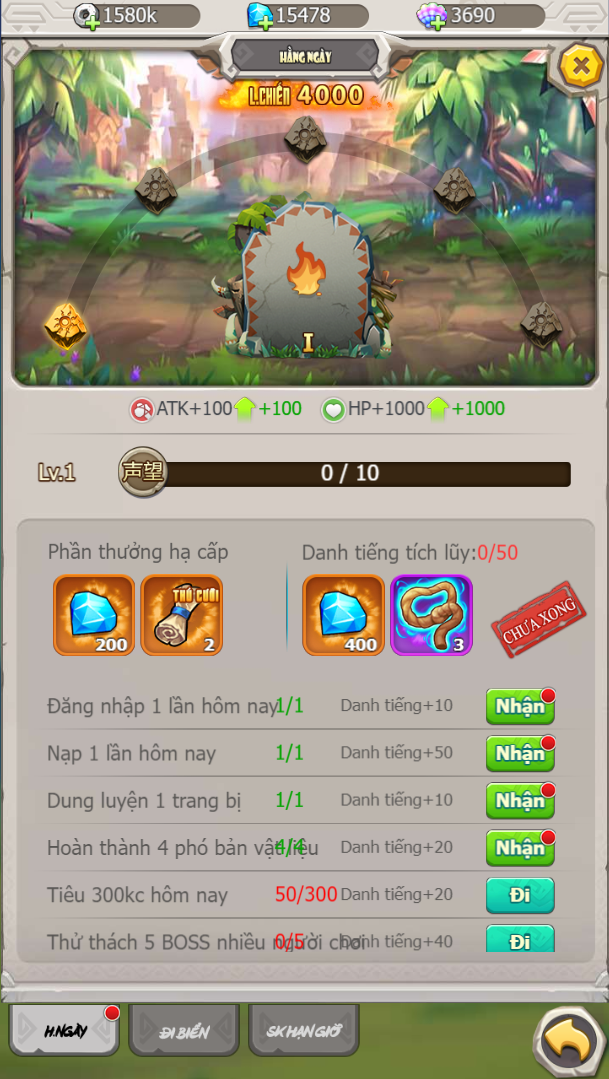 1580k 15478 3690
HẰNG NGÀY
L.CHIẾN 4000
I
ATK+100 +100 HP+1000 +1000
Lv.1 声望 0 / 10
Phần thưởng hạ cấp Danh tiếng tích lũy:0/50
THÚ CƯỠI
200 2 400 3
CHƯA XONG
Đăng nhập 1 lần hôm nay 1/1 Danh tiếng+10 Nhận
Nạp 1 lần hôm nay 1/1 Danh tiếng+50 Nhận
Dung luyện 1 trang bị 1/1 Danh tiếng+10 Nhận
Hoàn thành 4 phó bản vật liệu 4/4 Danh tiếng+20 Nhận
Tiêu 300kc hôm nay 50/300 Danh tiếng+20 Đi
Thử thách 5 BOSS nhiều người chơi 0/5 Danh tiếng+40 Đi
H.NGÀY ĐI BIỂN SK HẠN GIỜ